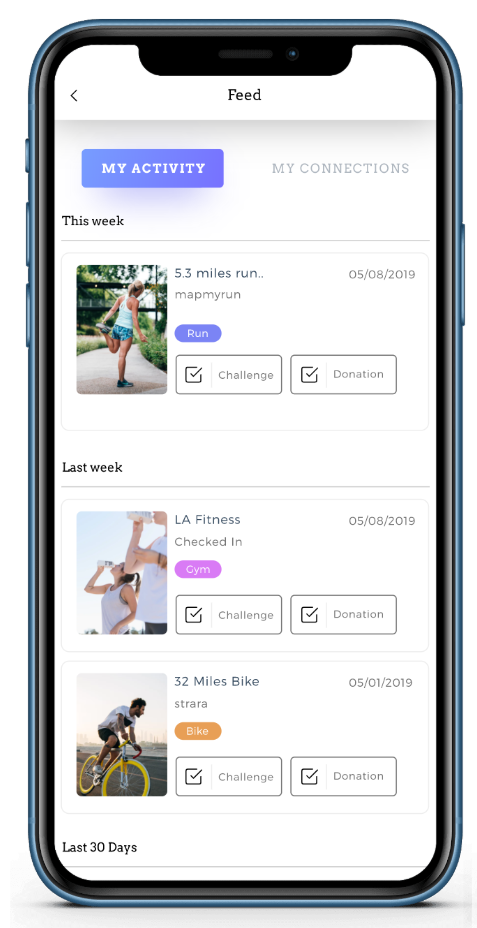 Feed
MY ACTIVITY MY CONNECTIONS
This week
5.3 miles run.. 05/08/2019
mapmyrun
Run
Challenge Donation
Last week
LA Fitness 05/08/2019
Checked In
Gym
Challenge Donation
32 Miles Bike 05/01/2019
strara
Bike
Challenge Donation
Last 30 Days